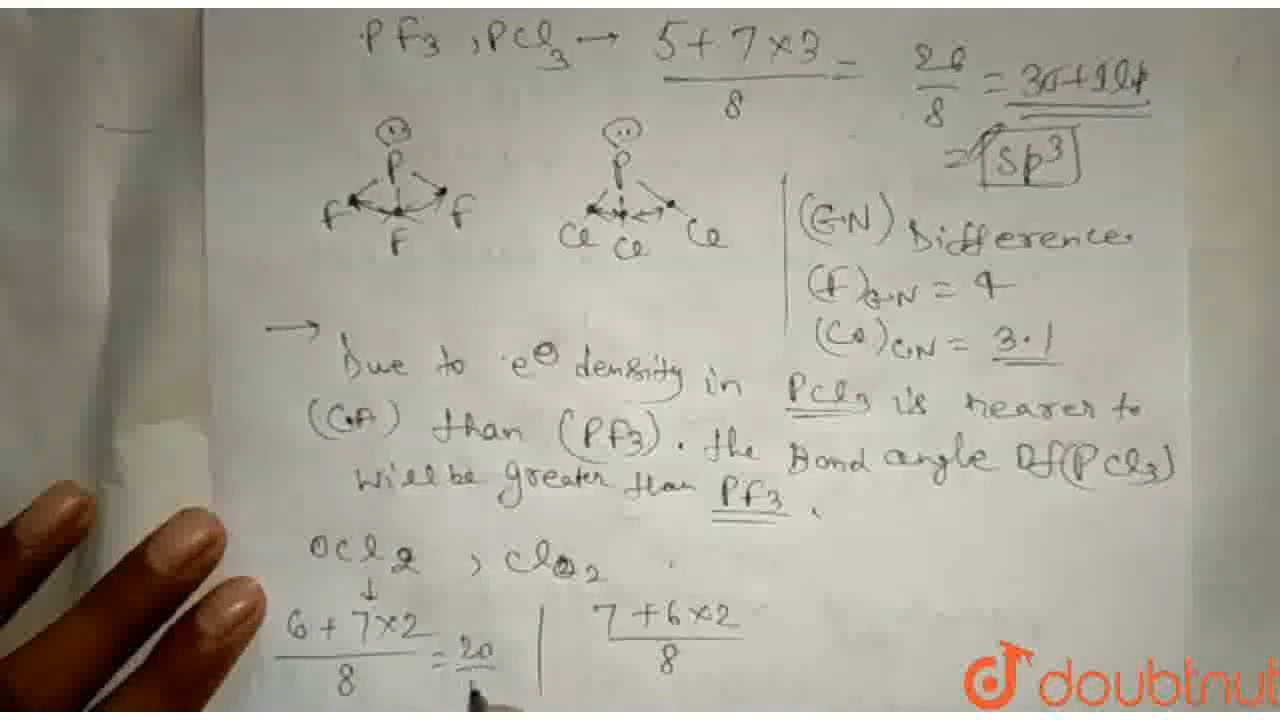 PF3 , PCl3 → 5+7×3/8 = 26/8 = 3σ+1lp
= sp³
P P
F F F Cl Cl Cl
(E·N) Difference.
(F)E·N = 4
(Cl)E·N = 3.1
→ Due to e⊖ density in PCl3 is nearer to
(C.A) than (PF3). the Bond angle Of (PCl3)
will be greater than PF3.
OCl2 , ClO2
↓
6+7×2/8 = 20/ | 7+6×2/8
doubtnut